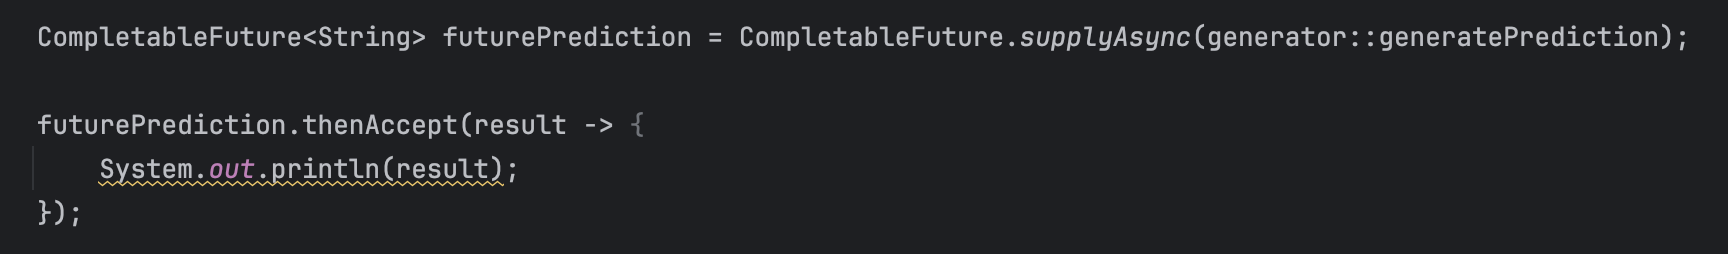 CompletableFuture<String> futurePrediction = CompletableFuture.supplyAsync(generator::generatePrediction);
futurePrediction.thenAccept(result -> {
    System.out.println(result);
});